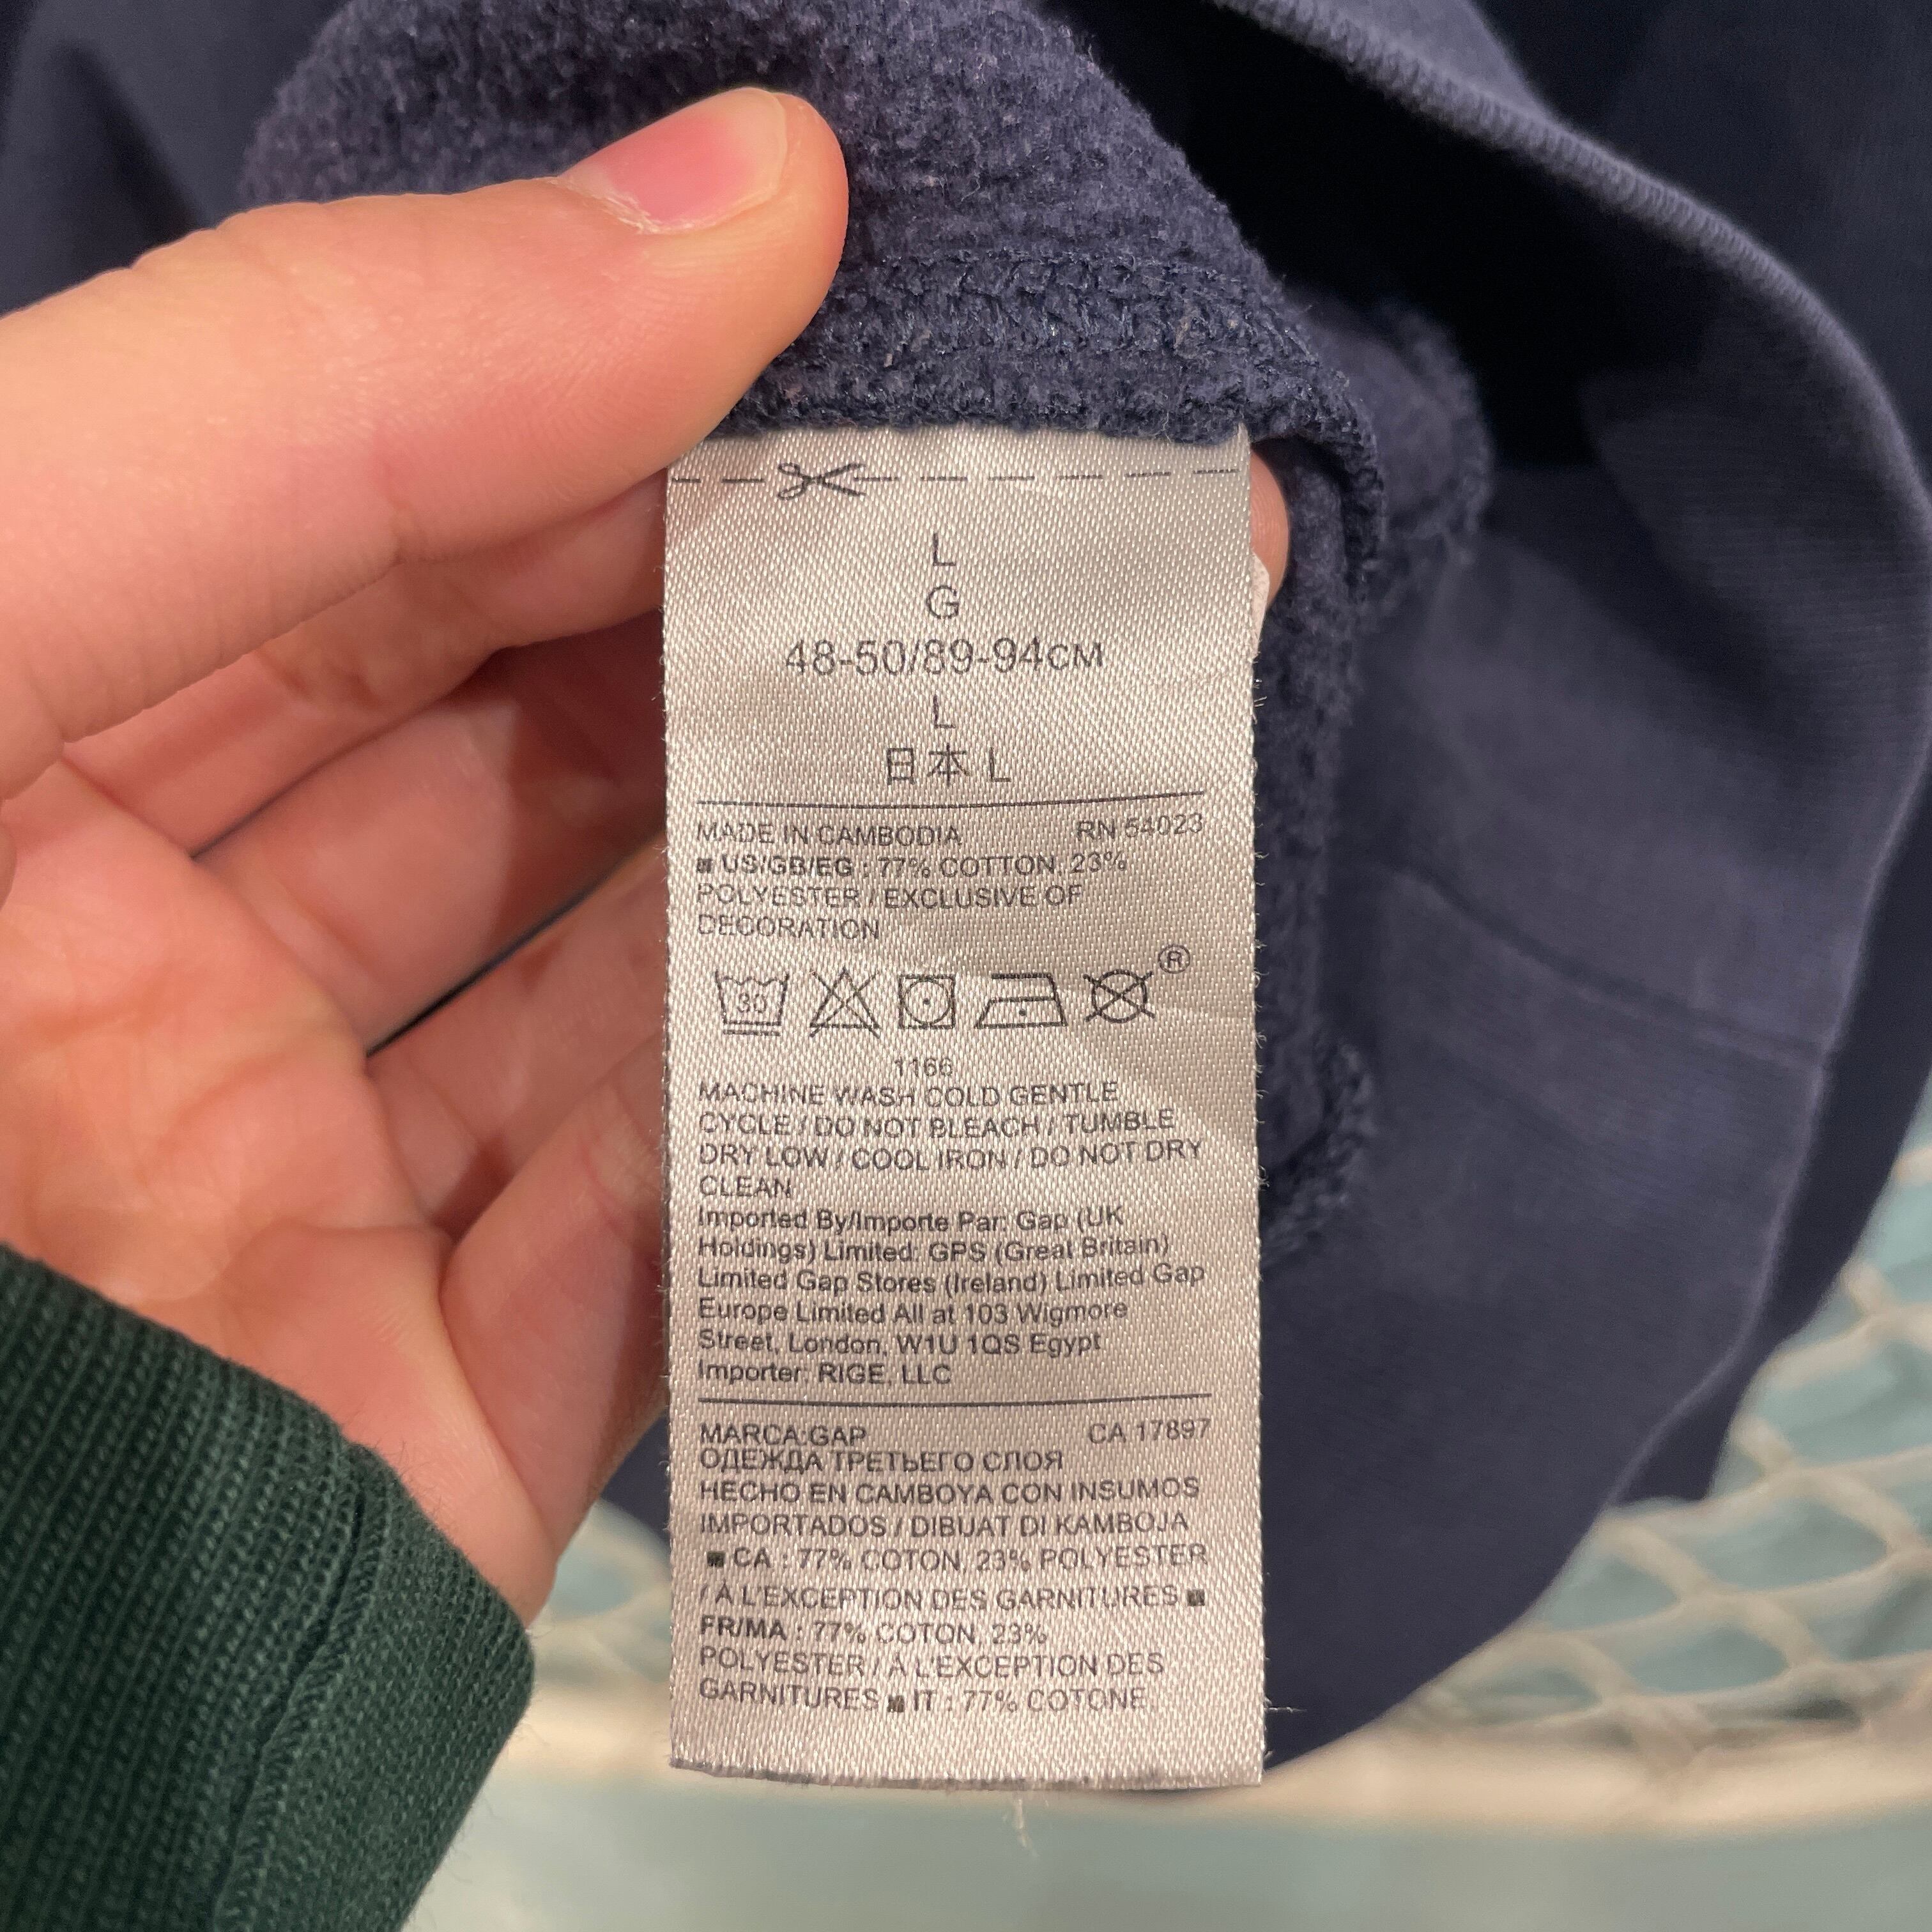 L
G
48-50/89-94см
L
日本 L
MADE IN CAMBODIA RN 54023
■ US/GB/EG : 77% COTTON, 23%
POLYESTER / EXCLUSIVE OF
DECORATION
30
®
1166
MACHINE WASH COLD GENTLE
CYCLE / DO NOT BLEACH / TUMBLE
DRY LOW / COOL IRON / DO NOT DRY
CLEAN
Imported By/Importe Par: Gap (UK
Holdings) Limited: GPS (Great Britain)
Limited Gap Stores (Ireland) Limited Gap
Europe Limited All at 103 Wigmore
Street, London, W1U 1QS Egypt
Importer: RIGE, LLC
MARCA:GAP CA 17897
ОДЕЖДА ТРЕТЬЕГО СЛОЯ
HECHO EN CAMBOYA CON INSUMOS
IMPORTADOS / DIBUAT DI KAMBOJA
■ CA : 77% COTON, 23% POLYESTER
/ À L'EXCEPTION DES GARNITURES ■
FR/MA : 77% COTON, 23%
POLYESTER / À L'EXCEPTION DES
GARNITURES ■ IT : 77% COTONE